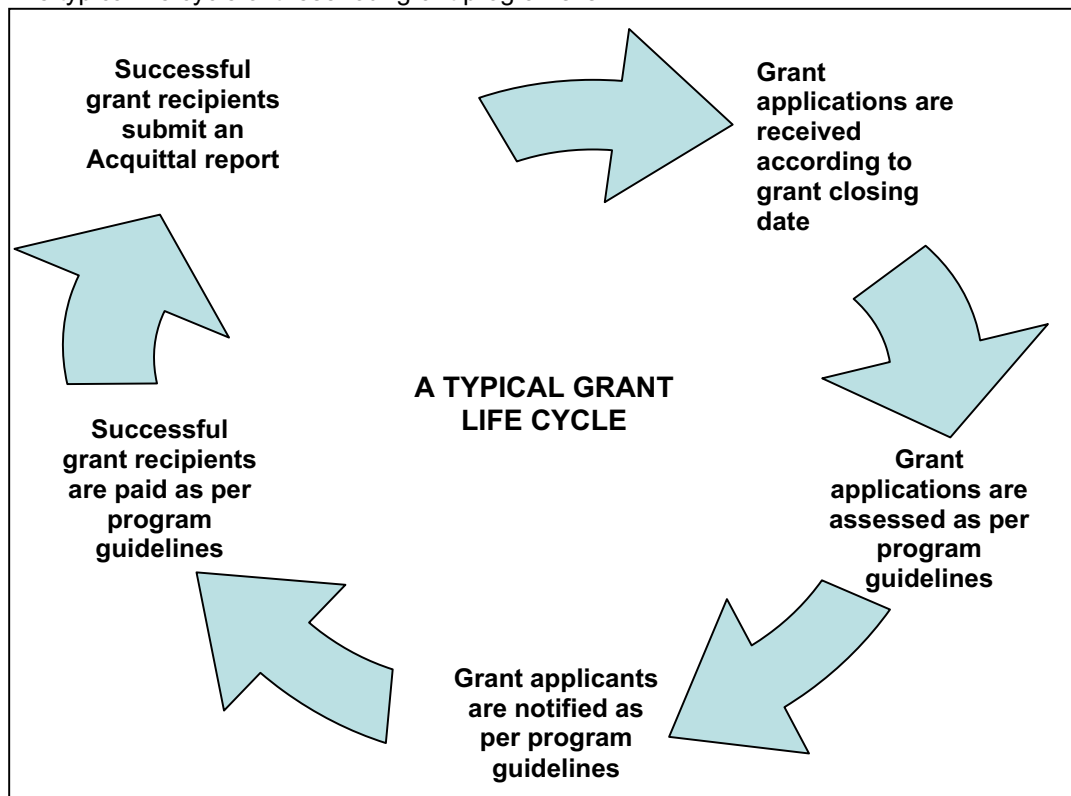 Successful
grant recipients
submit an
Acquittal report
Grant
applications are
received
according to
grant closing
date
A TYPICAL GRANT
LIFE CYCLE
Successful
grant recipients
are paid as per
program
guidelines
Grant
applications are
assessed as per
program
guidelines
Grant applicants
are notified as
per program
guidelines